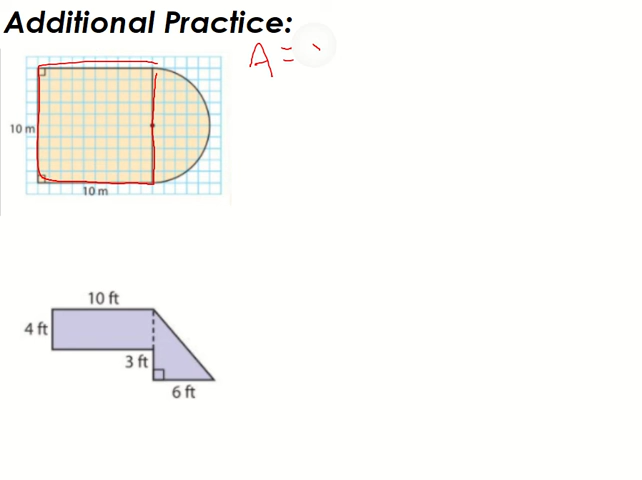 Additional Practice:
A =
10 m
10 m
10 ft
4 ft
3 ft
6 ft